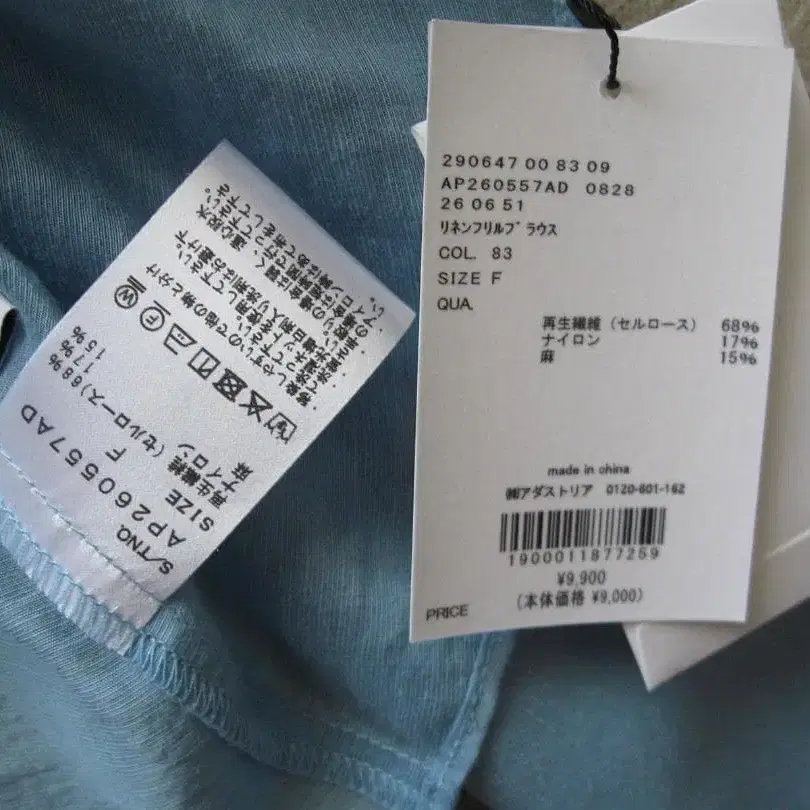 290647 00 83 09
AP260557AD 0828
26 06 51
リネンフリルブラウス
COL. 83
SIZE F
QUA.
再生繊維（セルロース） 68%
ナイロン 17%
麻 15%
made in china
㈱アダストリア 0120-601-162
1900011877259
¥9,900
(本体価格 ¥9,000)
PRICE
S/TNO.
AP260557AD
SIZE F
再生繊維（セルロース）68%
ナイロン 17%
麻 15%